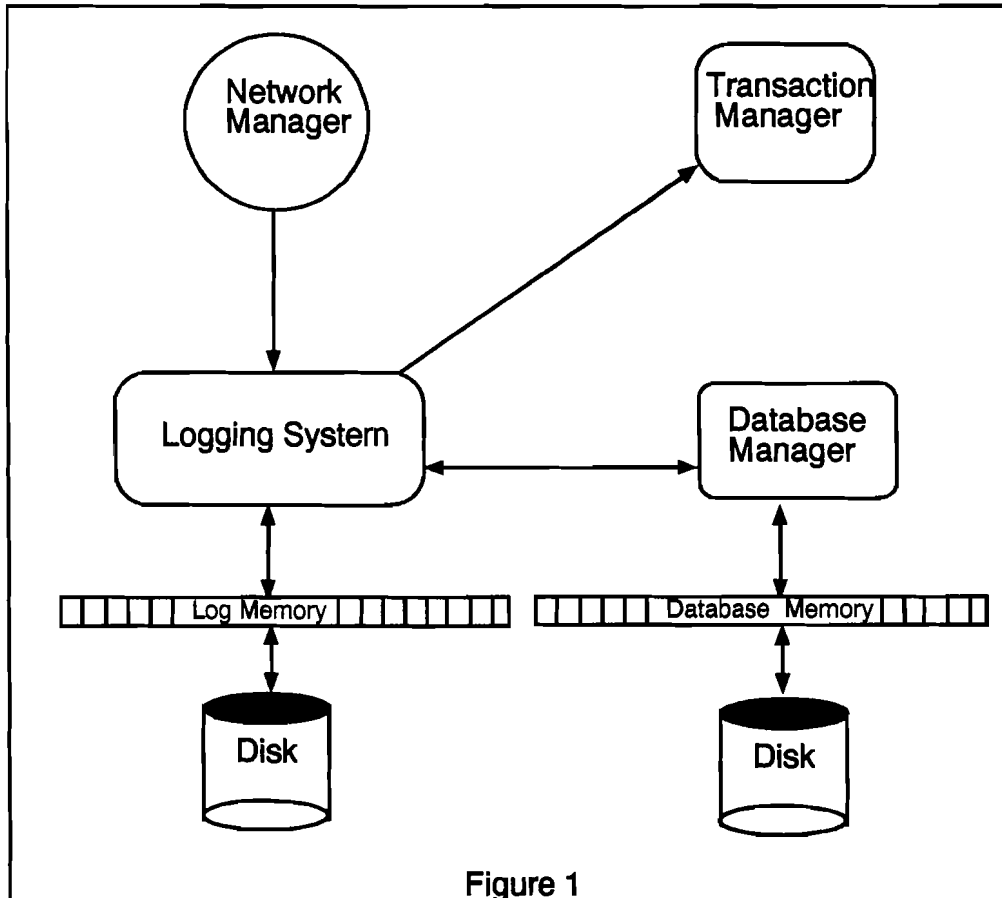 Network
Manager
Transaction
Manager
Logging System
Database
Manager
Log Memory
Database Memory
Disk
Disk
Figure 1